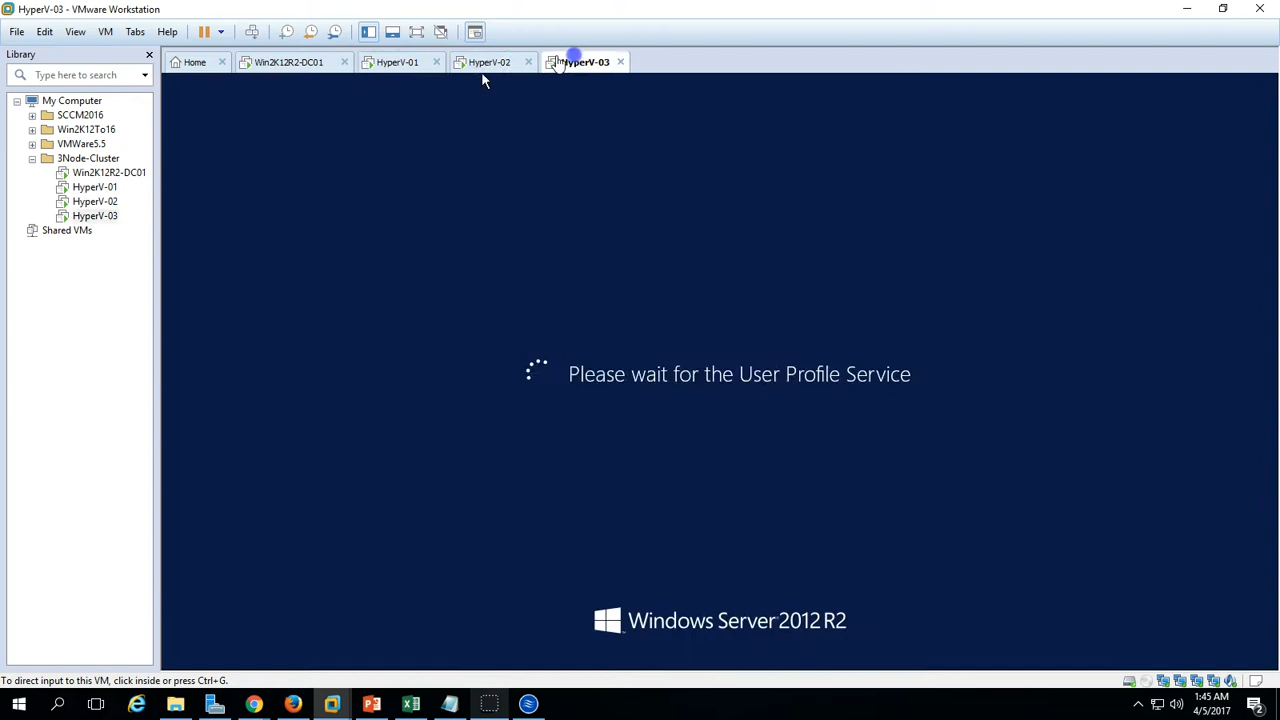 HyperV-03 - VMware Workstation
File Edit View VM Tabs Help
Library
Type here to search
My Computer
SCCM2016
Win2K12To16
VMWare5.5
3Node-Cluster
Win2K12R2-DC01
HyperV-01
HyperV-02
HyperV-03
Shared VMs
Home Win2K12R2-DC01 HyperV-01 HyperV-02 HyperV-03
Please wait for the User Profile Service
Windows Server 2012 R2
To direct input to this VM, click inside or press Ctrl+G.
1:45 AM
4/5/2017
2